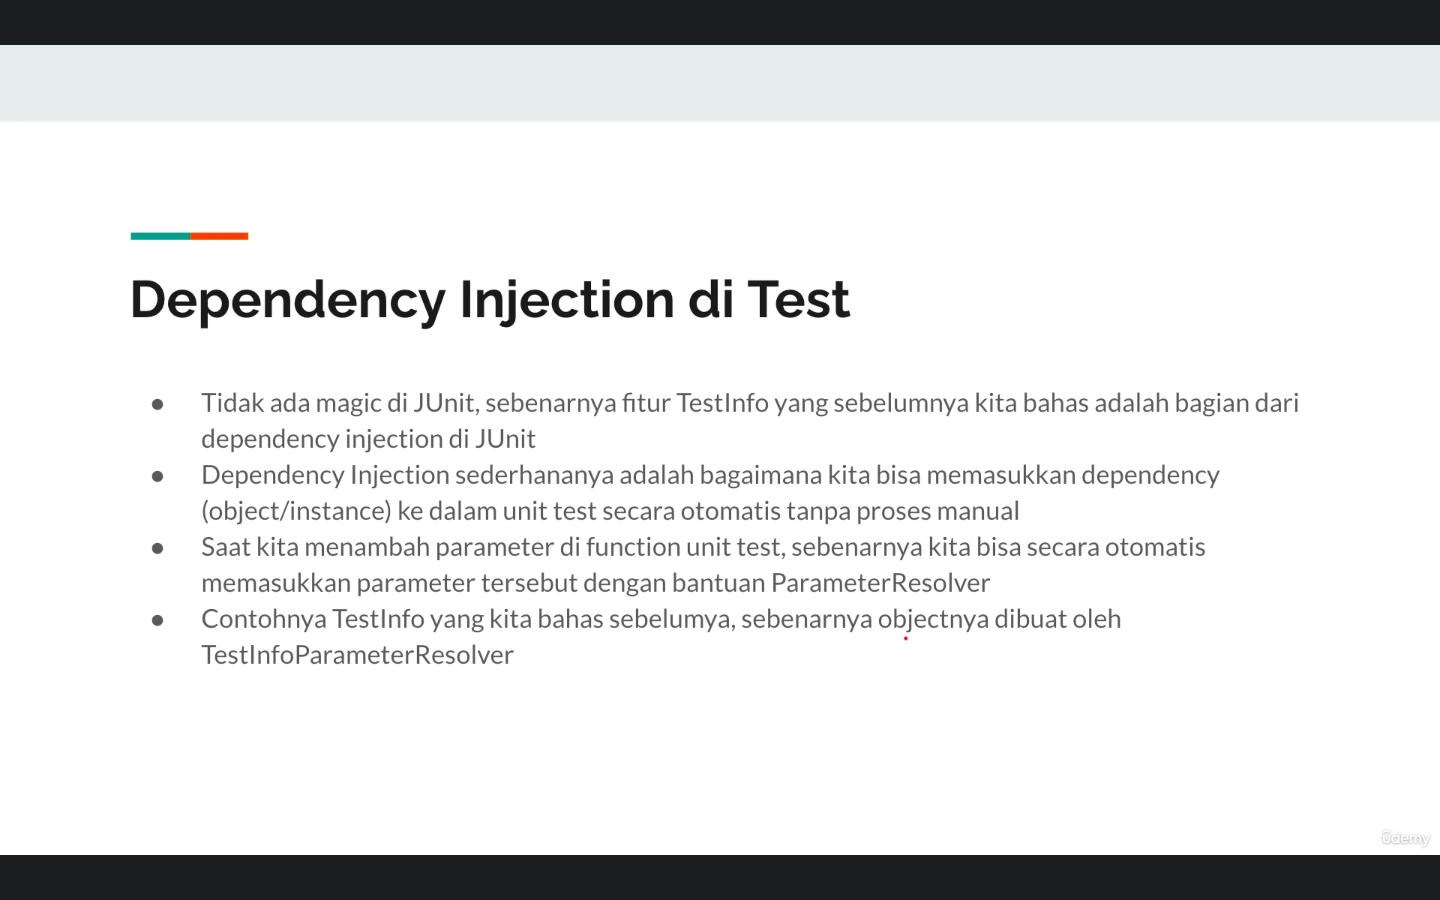 Dependency Injection di Test
● Tidak ada magic di JUnit, sebenarnya fitur TestInfo yang sebelumnya kita bahas adalah bagian dari
dependency injection di JUnit
● Dependency Injection sederhananya adalah bagaimana kita bisa memasukkan dependency
(object/instance) ke dalam unit test secara otomatis tanpa proses manual
● Saat kita menambah parameter di function unit test, sebenarnya kita bisa secara otomatis
memasukkan parameter tersebut dengan bantuan ParameterResolver
● Contohnya TestInfo yang kita bahas sebelumya, sebenarnya objectnya dibuat oleh
TestInfoParameterResolver
ûdemy